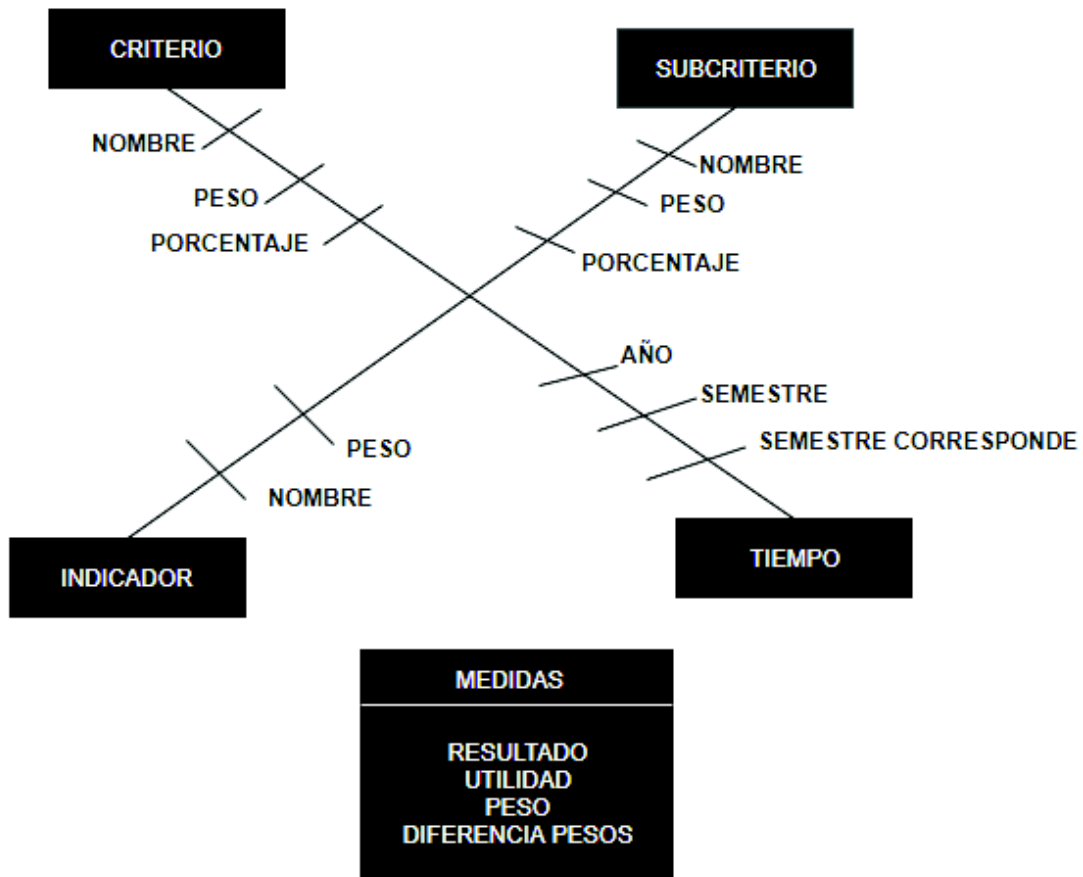 CRITERIO
SUBCRITERIO
NOMBRE
PESO
PORCENTAJE
NOMBRE
PESO
PORCENTAJE
AÑO
SEMESTRE
SEMESTRE CORRESPONDE
PESO
NOMBRE
INDICADOR
TIEMPO
MEDIDAS
RESULTADO
UTILIDAD
PESO
DIFERENCIA PESOS